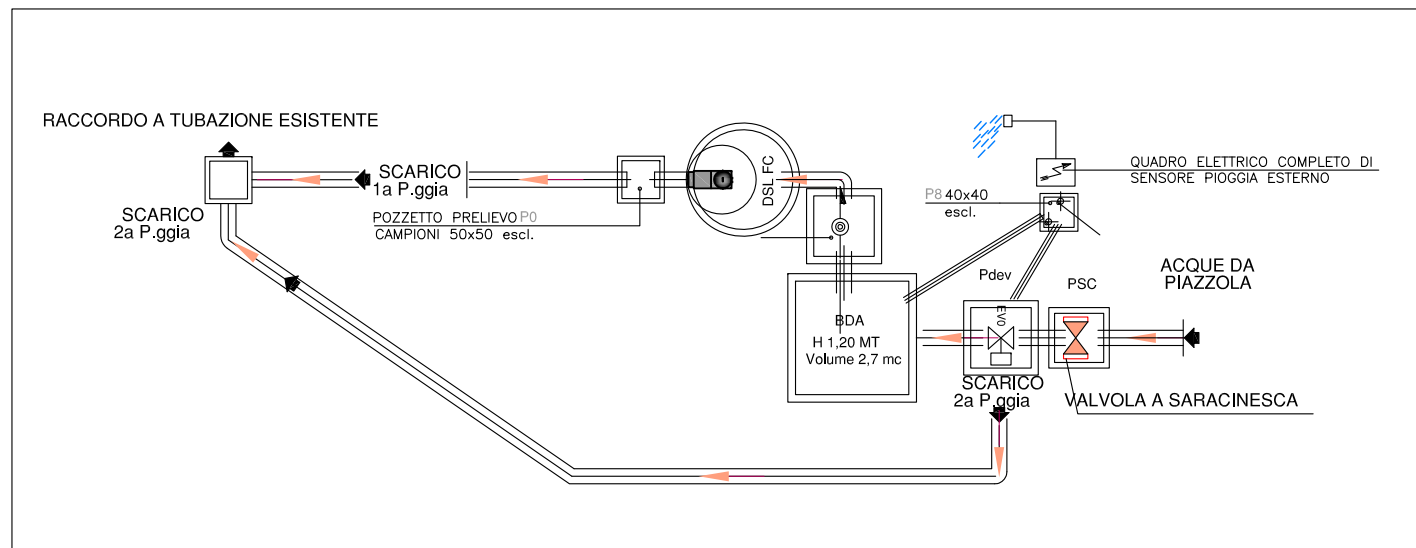 RACCORDO A TUBAZIONE ESISTENTE
SCARICO
1a P.ggia
SCARICO
2a P.ggia
POZZETTO PRELIEVO P0
CAMPIONI 50x50 escl.
DSL FC
P8 40x40
escl.
QUADRO ELETTRICO COMPLETO DI
SENSORE PIOGGIA ESTERNO
Pdev
PSC
ACQUE DA
PIAZZOLA
EV0
BDA
H 1,20 MT
Volume 2,7 mc
SCARICO
2a P.ggia
VALVOLA A SARACINESCA